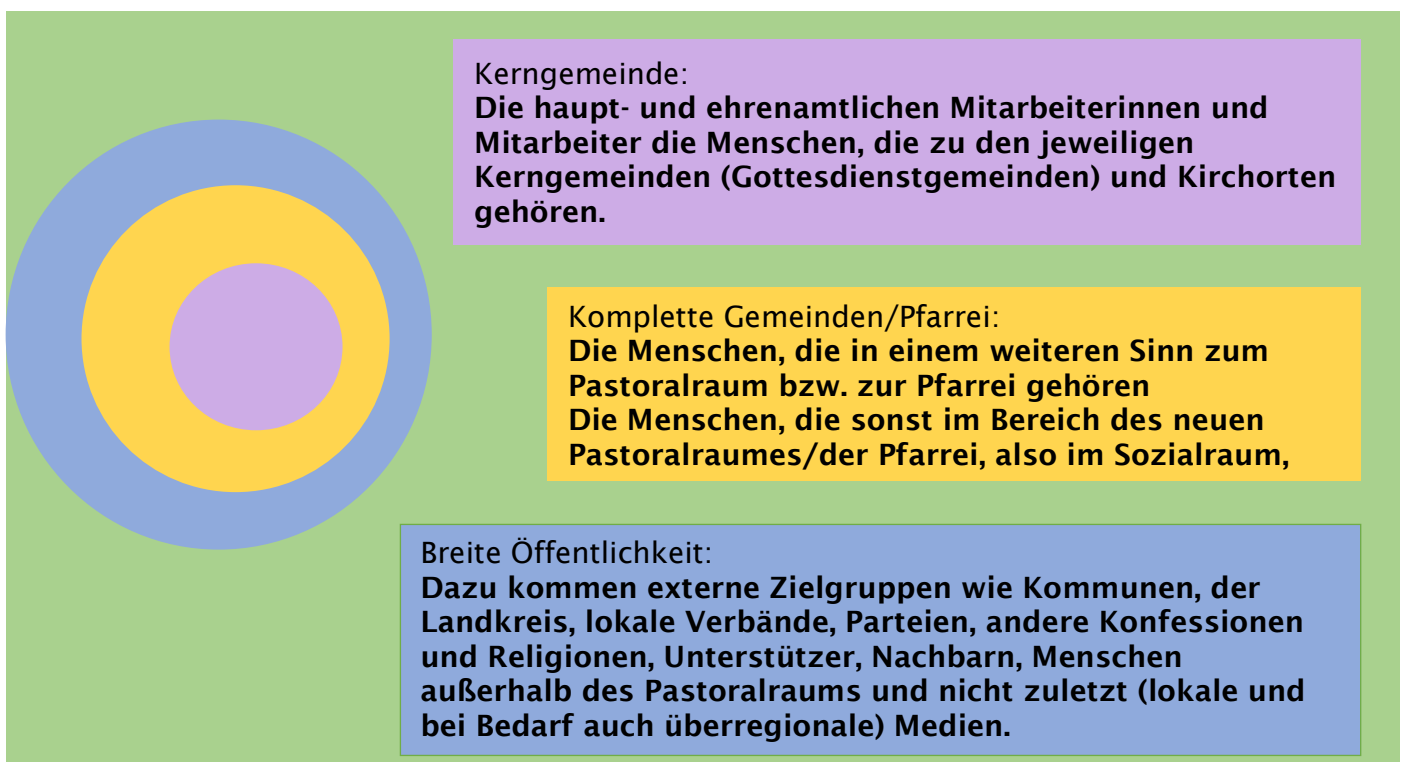 Kerngemeinde:
Die haupt- und ehrenamtlichen Mitarbeiterinnen und
Mitarbeiter die Menschen, die zu den jeweiligen
Kerngemeinden (Gottesdienstgemeinden) und Kirchorten
gehören.
Komplette Gemeinden/Pfarrei:
Die Menschen, die in einem weiteren Sinn zum
Pastoralraum bzw. zur Pfarrei gehören
Die Menschen, die sonst im Bereich des neuen
Pastoralraumes/der Pfarrei, also im Sozialraum,
Breite Öffentlichkeit:
Dazu kommen externe Zielgruppen wie Kommunen, der
Landkreis, lokale Verbände, Parteien, andere Konfessionen
und Religionen, Unterstützer, Nachbarn, Menschen
außerhalb des Pastoralraums und nicht zuletzt (lokale und
bei Bedarf auch überregionale) Medien.